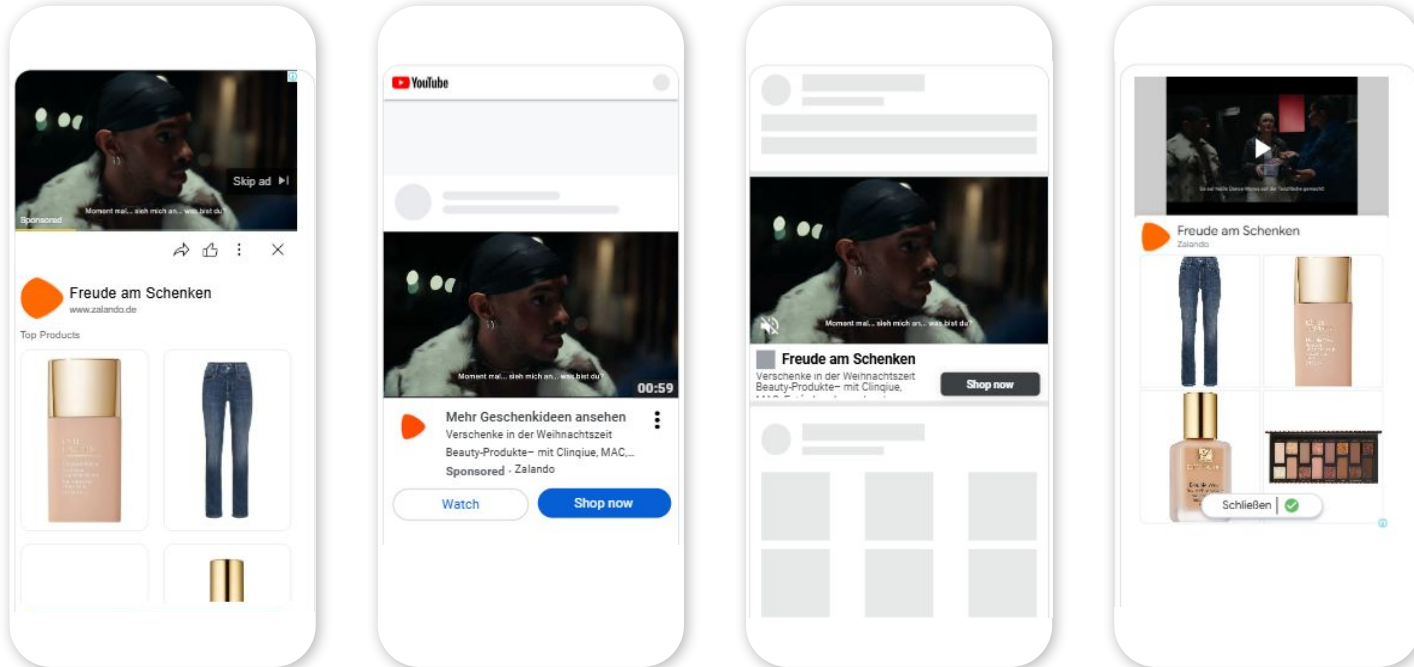 Skip ad
Sponsored
Moment mal... sieh mich an... was bist du?
Freude am Schenken
www.zalando.de
Top Products
YouTube
Moment mal... sieh mich an... was bist du?
00:59
Mehr Geschenkideen ansehen
Verschenke in der Weihnachtszeit
Beauty-Produkte– mit Clinqiue, MAC,...
Sponsored - Zalando
Watch
Shop now
Moment mal... sieh mich an... was bist du?
Freude am Schenken
Verschenke in der Weihnachtszeit
Beauty-Produkte– mit Clinqiue,
Shop now
Freude am Schenken
Zalando
Schließen